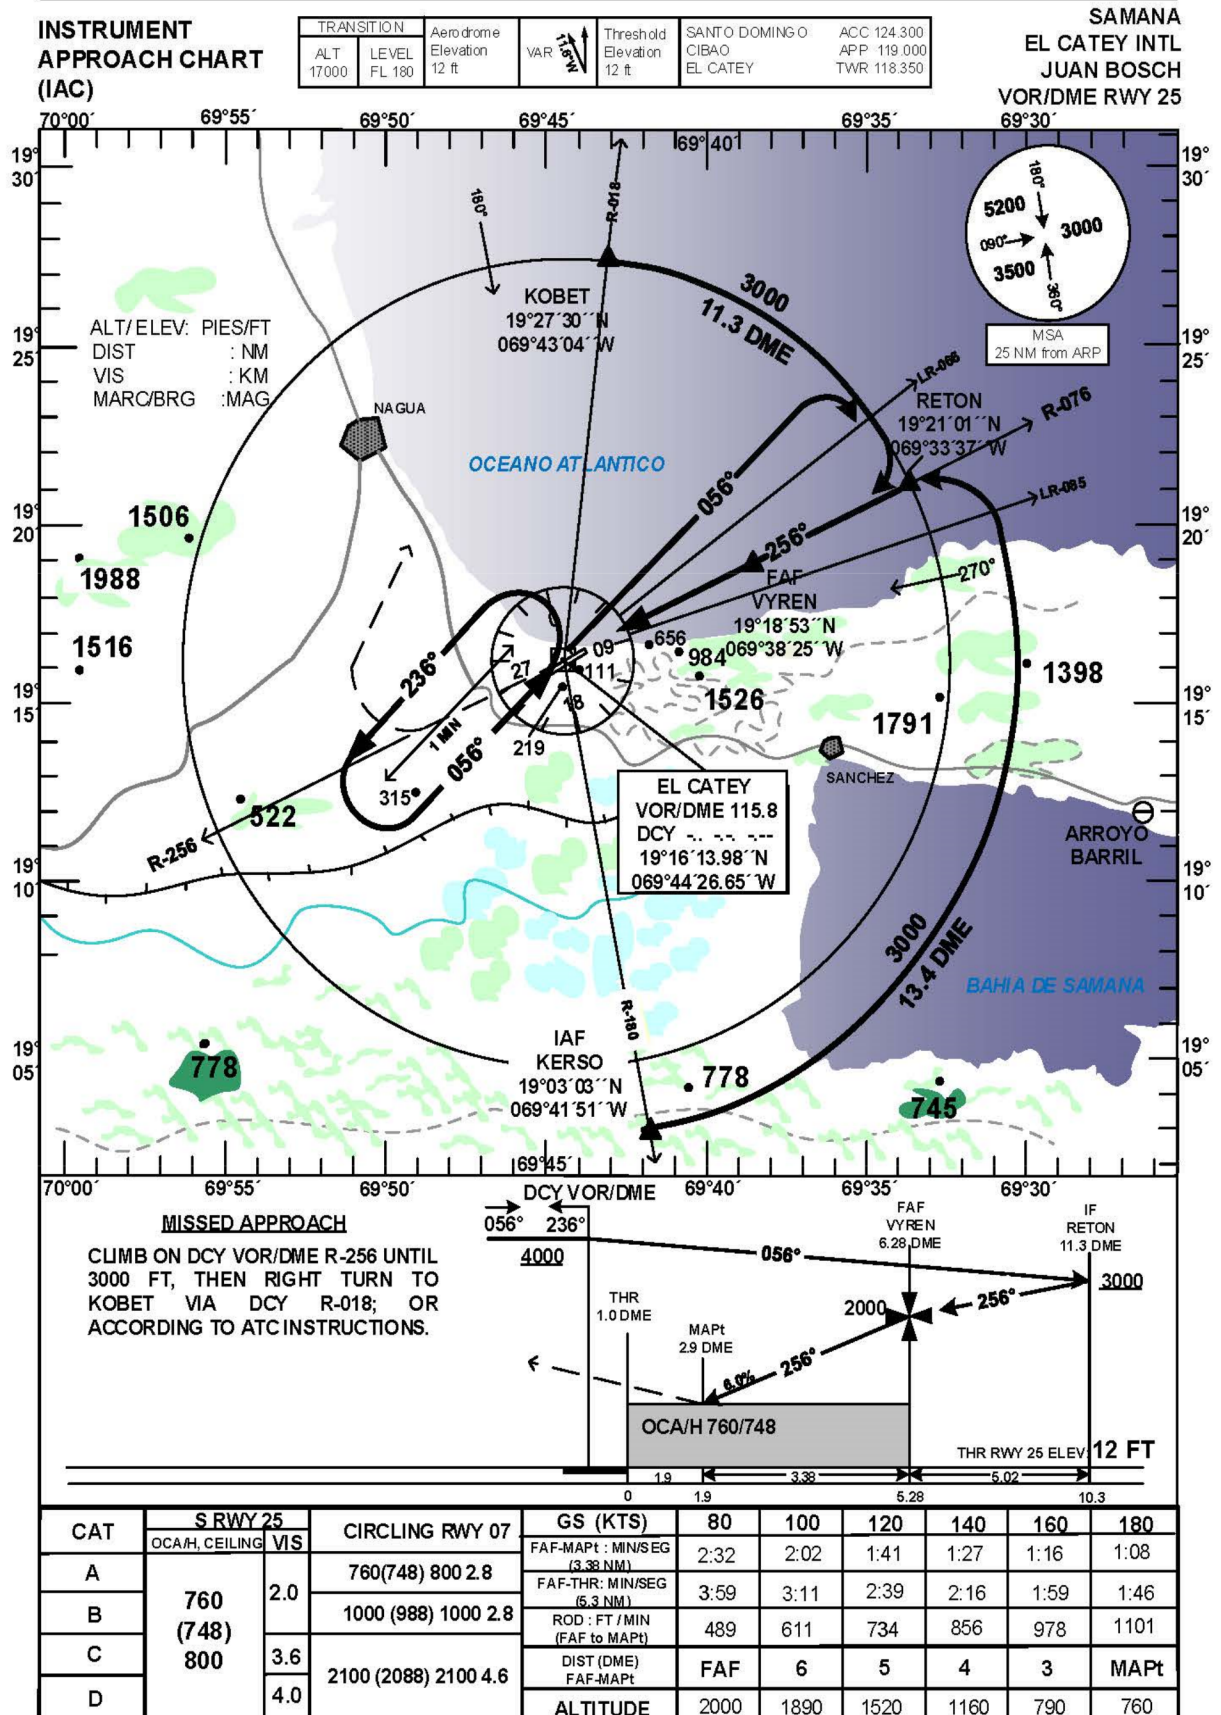 INSTRUMENT
APPROACH CHART
(IAC)
TRANSITION
ALT
17000
LEVEL
FL 180
Aerodrome
Elevation
12 ft
VAR
11.6°W
Threshold
Elevation
12 ft
SANTO DOMINGO ACC 124.300
CIBAO APP 119.000
EL CATEY TWR 118.350
SAMANA
EL CATEY INTL
JUAN BOSCH
VOR/DME RWY 25
70°00´ 69°55´ 69°50´ 69°45´ 69°40´ 69°35´ 69°30´
19°
30´
19°
30´
180°
R-018
180°
5200
3000
090°
3500
360°
MSA
25 NM from ARP
KOBET
19°27´30´´N
069°43´04´´W
3000
11.3 DME
ALT/ELEV: PIES/FT
DIST : NM
VIS : KM
MARC/BRG :MAG
19°
25´
19°
25´
NAGUA
LR-066
RETON
19°21´01´´N
069°33´37´´W
R-076
OCEANO ATLANTICO
056°
LR-085
1506
19°
20´
19°
20´
1988
256°
270°
FAF
VYREN
19°18´53´´N
069°38´25´´W
1516
236°
27
09
111
18
656
984
1526
1398
1791
19°
15´
19°
15´
1 MIN
056°
219
315
522
R-256
SANCHEZ
EL CATEY
VOR/DME 115.8
DCY -.. -.-. -.--
19°16´13.98´´N
069°44´26.65´´W
ARROYO
BARRIL
19°
10´
19°
10´
3000
13.4 DME
BAHIA DE SAMANA
R-180
IAF
KERSO
19°03´03´´N
069°41´51´´W
19°
05´
19°
05´
778
778
745
70°00´ 69°55´ 69°50´ 69°45´ 69°40´ 69°35´ 69°30´
MISSED APPROACH
CLIMB ON DCY VOR/DME R-256 UNTIL
3000 FT, THEN RIGHT TURN TO
KOBET VIA DCY R-018; OR
ACCORDING TO ATC INSTRUCTIONS.
DCY VOR/DME
056° 236°
4000
056°
FAF
VYREN
6.28 DME
IF
RETON
11.3 DME
3000
THR
1.0 DME
MAPt
2.9 DME
2000
256°
256°
6.0%
OCA/H 760/748
THR RWY 25 ELEV: 12 FT
1.9 3.38 5.02
0 1.9 5.28 10.3
CAT
S RWY 25
OCA/H, CEILING VIS
CIRCLING RWY 07
A
B
C
D
760
(748)
800
2.0
3.6
4.0
760(748) 800 2.8
1000 (988) 1000 2.8
2100 (2088) 2100 4.6
GS (KTS) 80 100 120 140 160 180
FAF-MAPt : MIN/SEG
(3.38 NM)
2:32 2:02 1:41 1:27 1:16 1:08
FAF-THR: MIN/SEG
(5.3 NM)
3:59 3:11 2:39 2:16 1:59 1:46
ROD : FT / MIN
(FAF to MAPt)
489 611 734 856 978 1101
DIST (DME)
FAF-MAPt
FAF 6 5 4 3 MAPt
ALTITUDE 2000 1890 1520 1160 790 760